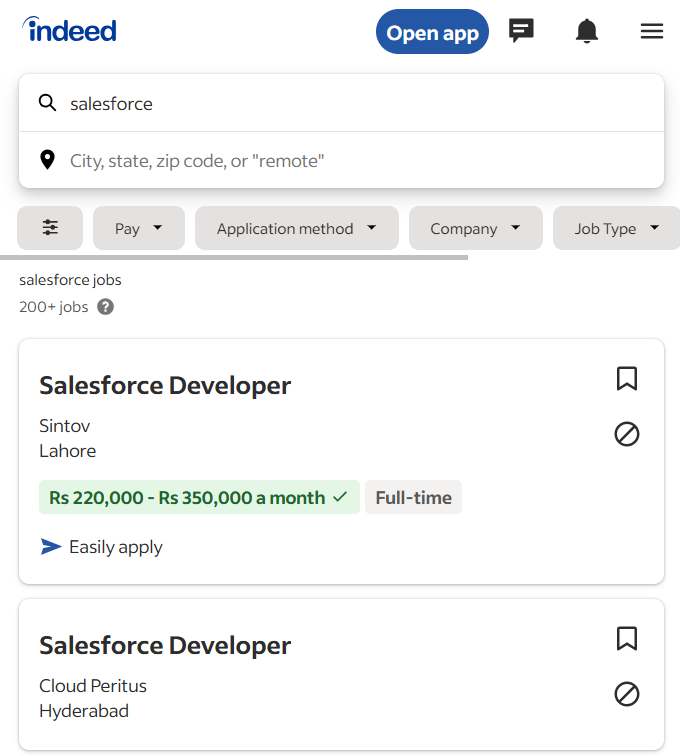 indeed
Open app
salesforce
City, state, zip code, or "remote"
Pay
Application method
Company
Job Type
salesforce jobs
200+ jobs ?
Salesforce Developer
Sintov
Lahore
Rs 220,000 - Rs 350,000 a month
Full-time
Easily apply
Salesforce Developer
Cloud Peritus
Hyderabad